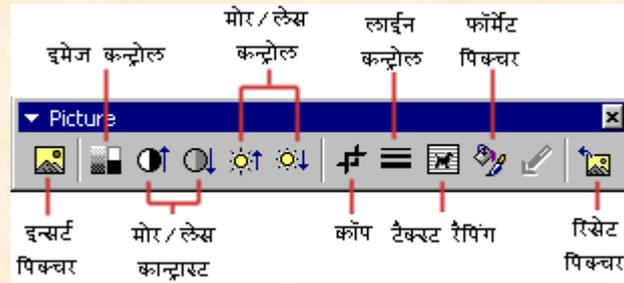 मोर / लेस
कन्ट्रोल
लाईन
कन्ट्रोल
फॉर्मेट
पिक्चर
इमेज कन्ट्रोल
Picture
इन्सर्ट
पिक्चर
मोर / लेस
कान्ट्रास्ट
कॉप
टैक्स्ट रैपिंग
रिसेट
पिक्चर